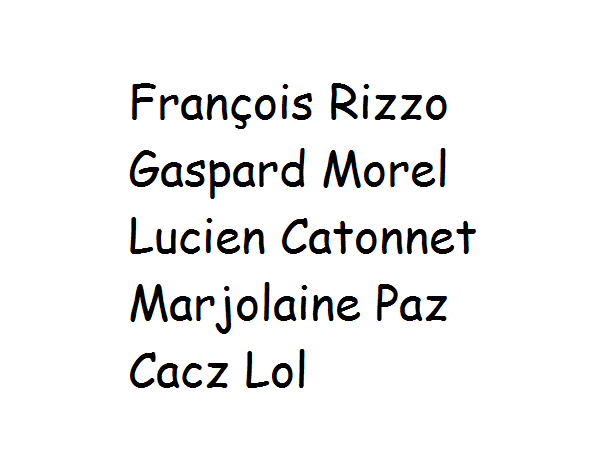 François Rizzo
Gaspard Morel
Lucien Catonnet
Marjolaine Paz
Cacz Lol